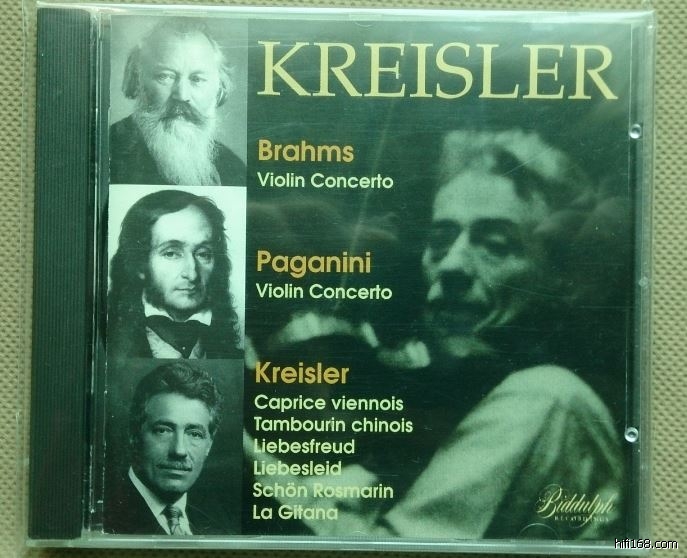 KREISLER
Brahms
Violin Concerto
Paganini
Violin Concerto
Kreisler
Caprice viennois
Tambourin chinois
Liebesfreud
Liebesleid
Schön Rosmarin
La Gitana
Biddulph
RECORDINGS
hifi168.com